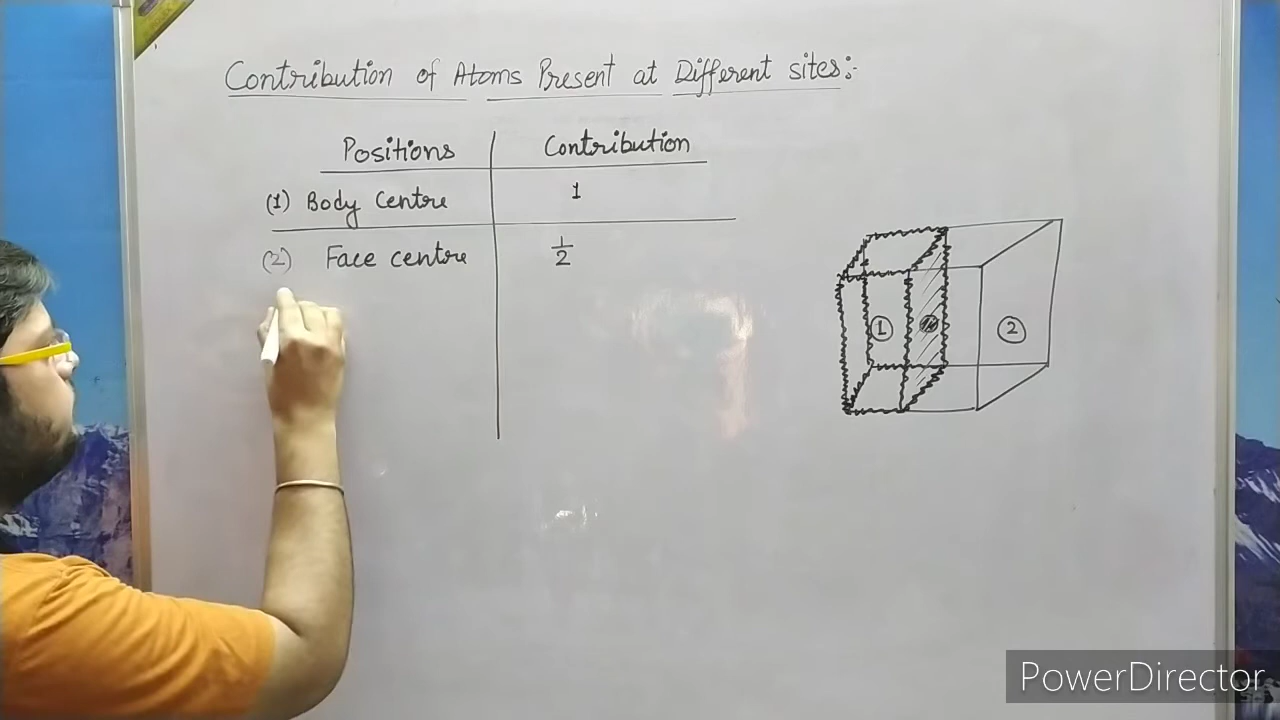 Contribution of Atoms Present at Different sites:-
Positions Contribution
(1) Body Centre 1
(2) Face centre 1/2
1 2
PowerDirector